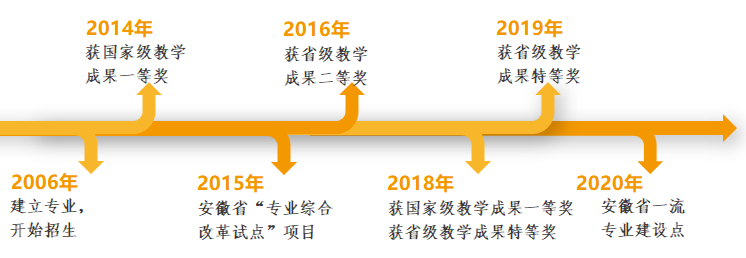 2014年
获国家级教学
成果一等奖
2016年
获省级教学
成果二等奖
2019年
获省级教学
成果特等奖
2006年
建立专业，
开始招生
2015年
安徽省“专业综合
改革试点”项目
2018年
获国家级教学成果一等奖
获省级教学成果特等奖
2020年
安徽省一流
专业建设点